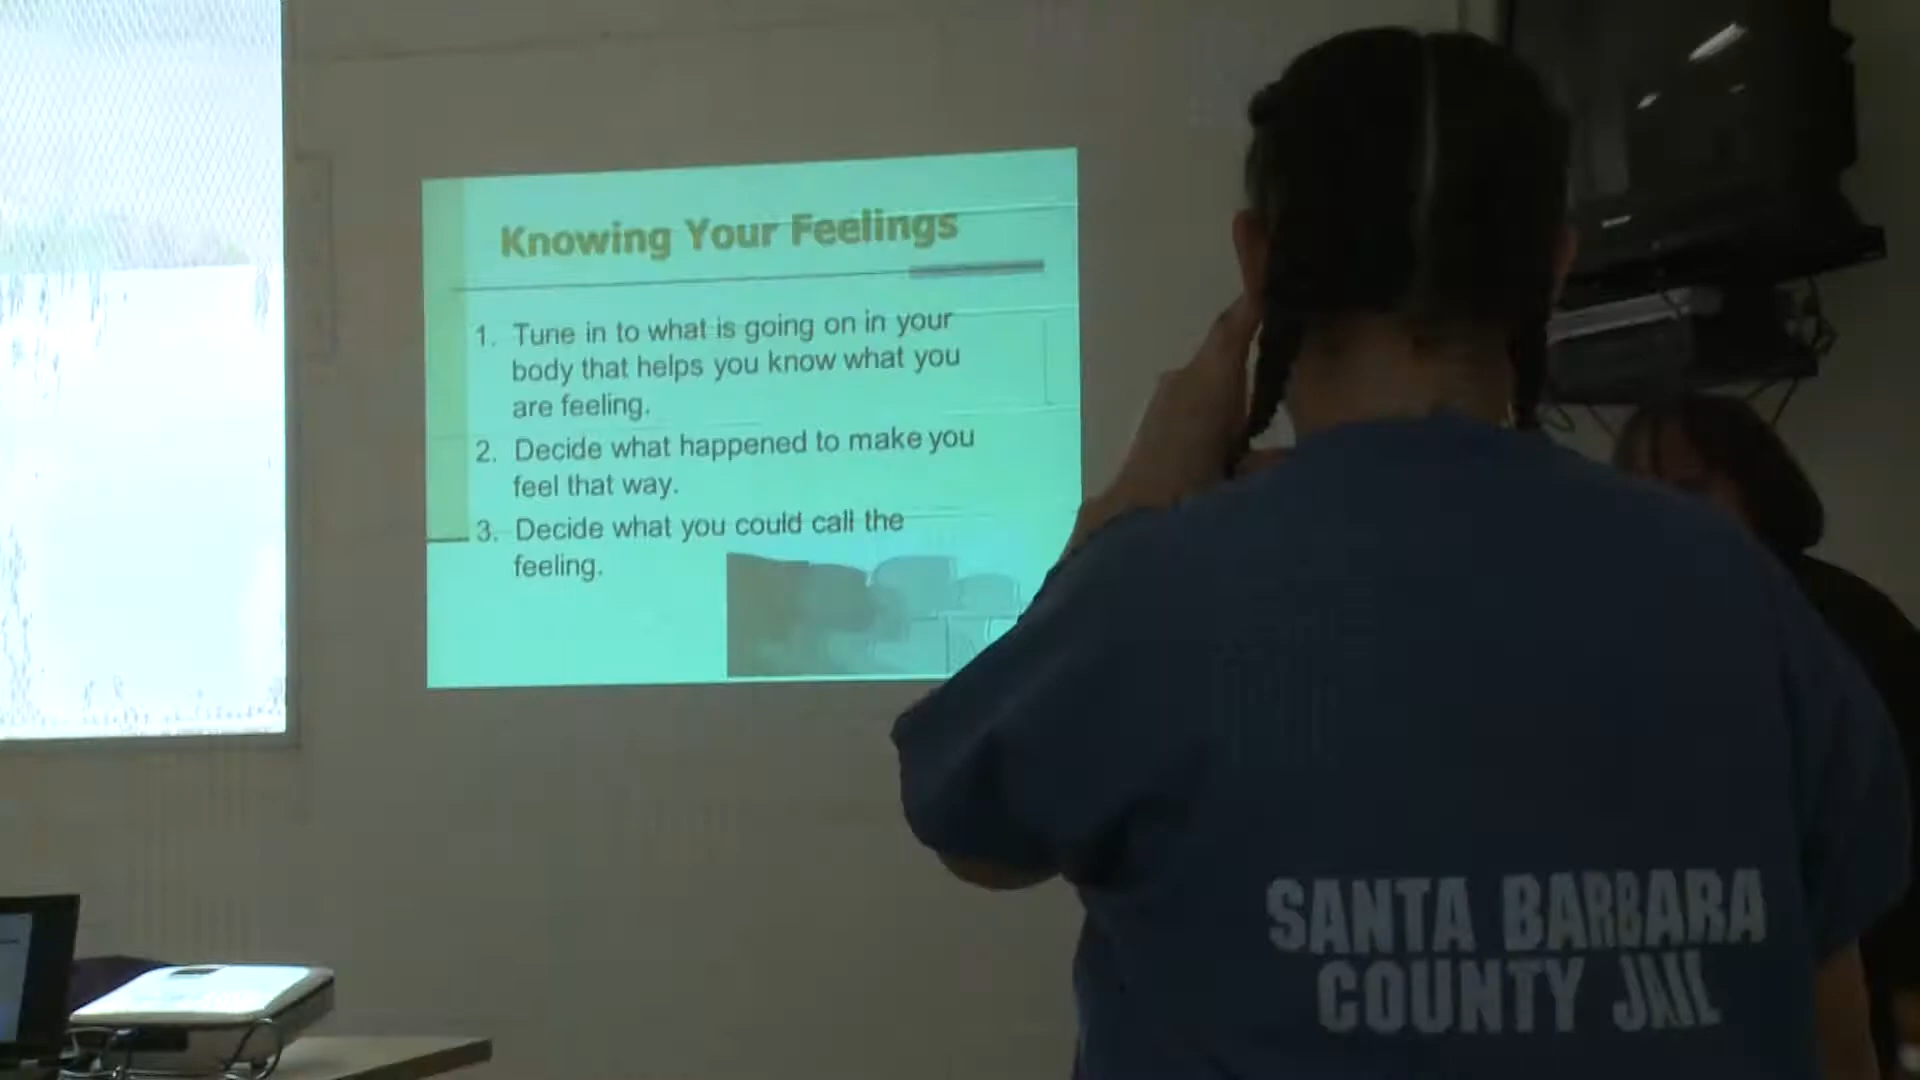 Knowing Your Feelings
1. Tune in to what is going on in your
body that helps you know what you
are feeling.
2. Decide what happened to make you
feel that way.
3. Decide what you could call the
feeling.
SANTA BARBARA
COUNTY JAIL